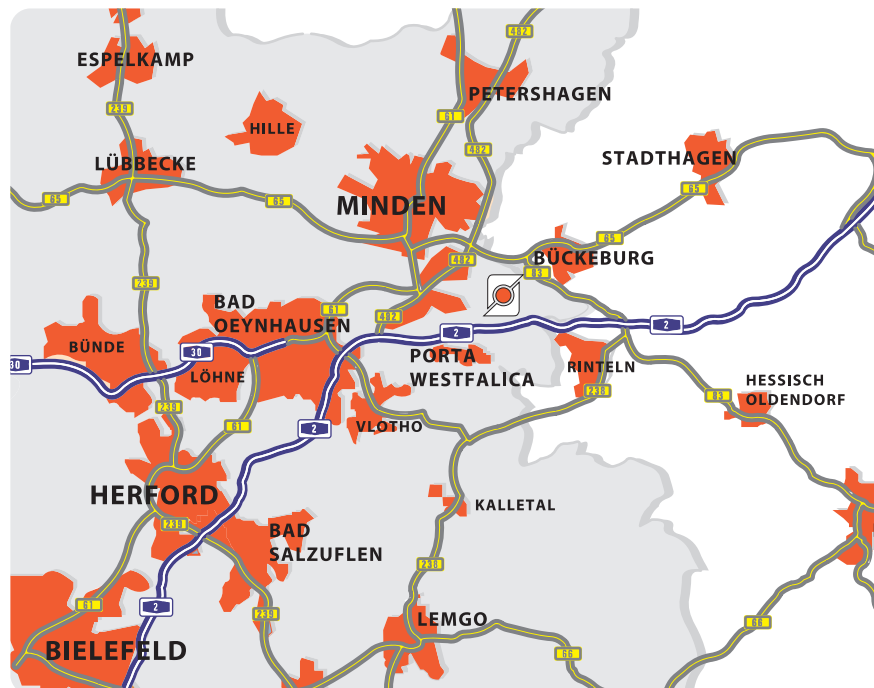 482
ESPELKAMP
PETERSHAGEN
239
61
HILLE
482
LÜBBECKE
STADTHAGEN
65
65
65
MINDEN
65
482
BÜCKEBURG
83
239
BAD
OEYNHAUSEN
61
482
2
2
BÜNDE
30
30
LÖHNE
PORTA
WESTFALICA
RINTELN
238
HESSISCH
OLDENDORF
83
239
61
2
VLOTHO
HERFORD
KALLETAL
239
BAD
SALZUFLEN
238
61
2
239
LEMGO
66
BIELEFELD
66